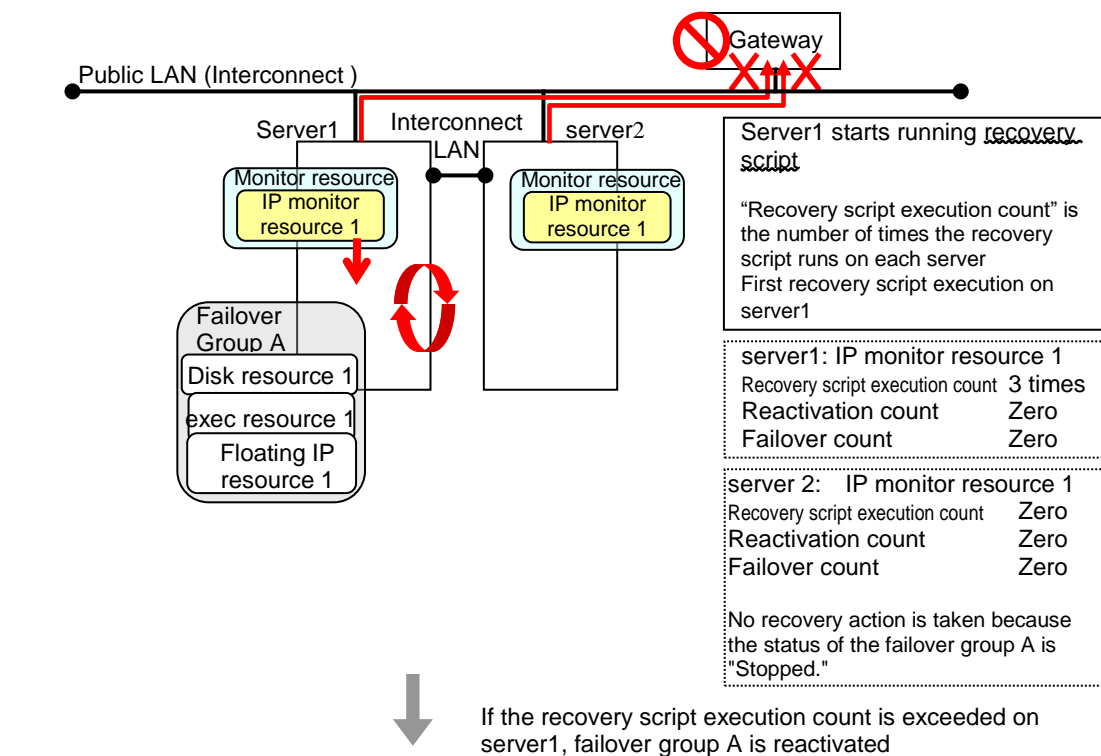 Gateway
Public LAN (Interconnect )
Server1
Interconnect
LAN
server2
Monitor resource
IP monitor
resource 1
Monitor resource
IP monitor
resource 1
Failover
Group A
Disk resource 1
exec resource 1
Floating IP
resource 1
Server1 starts running recovery
script
“Recovery script execution count” is
the number of times the recovery
script runs on each server
First recovery script execution on
server1
server1: IP monitor resource 1
Recovery script execution count 3 times
Reactivation count Zero
Failover count Zero
server 2: IP monitor resource 1
Recovery script execution count Zero
Reactivation count Zero
Failover count Zero
No recovery action is taken because
the status of the failover group A is
"Stopped."
If the recovery script execution count is exceeded on
server1, failover group A is reactivated